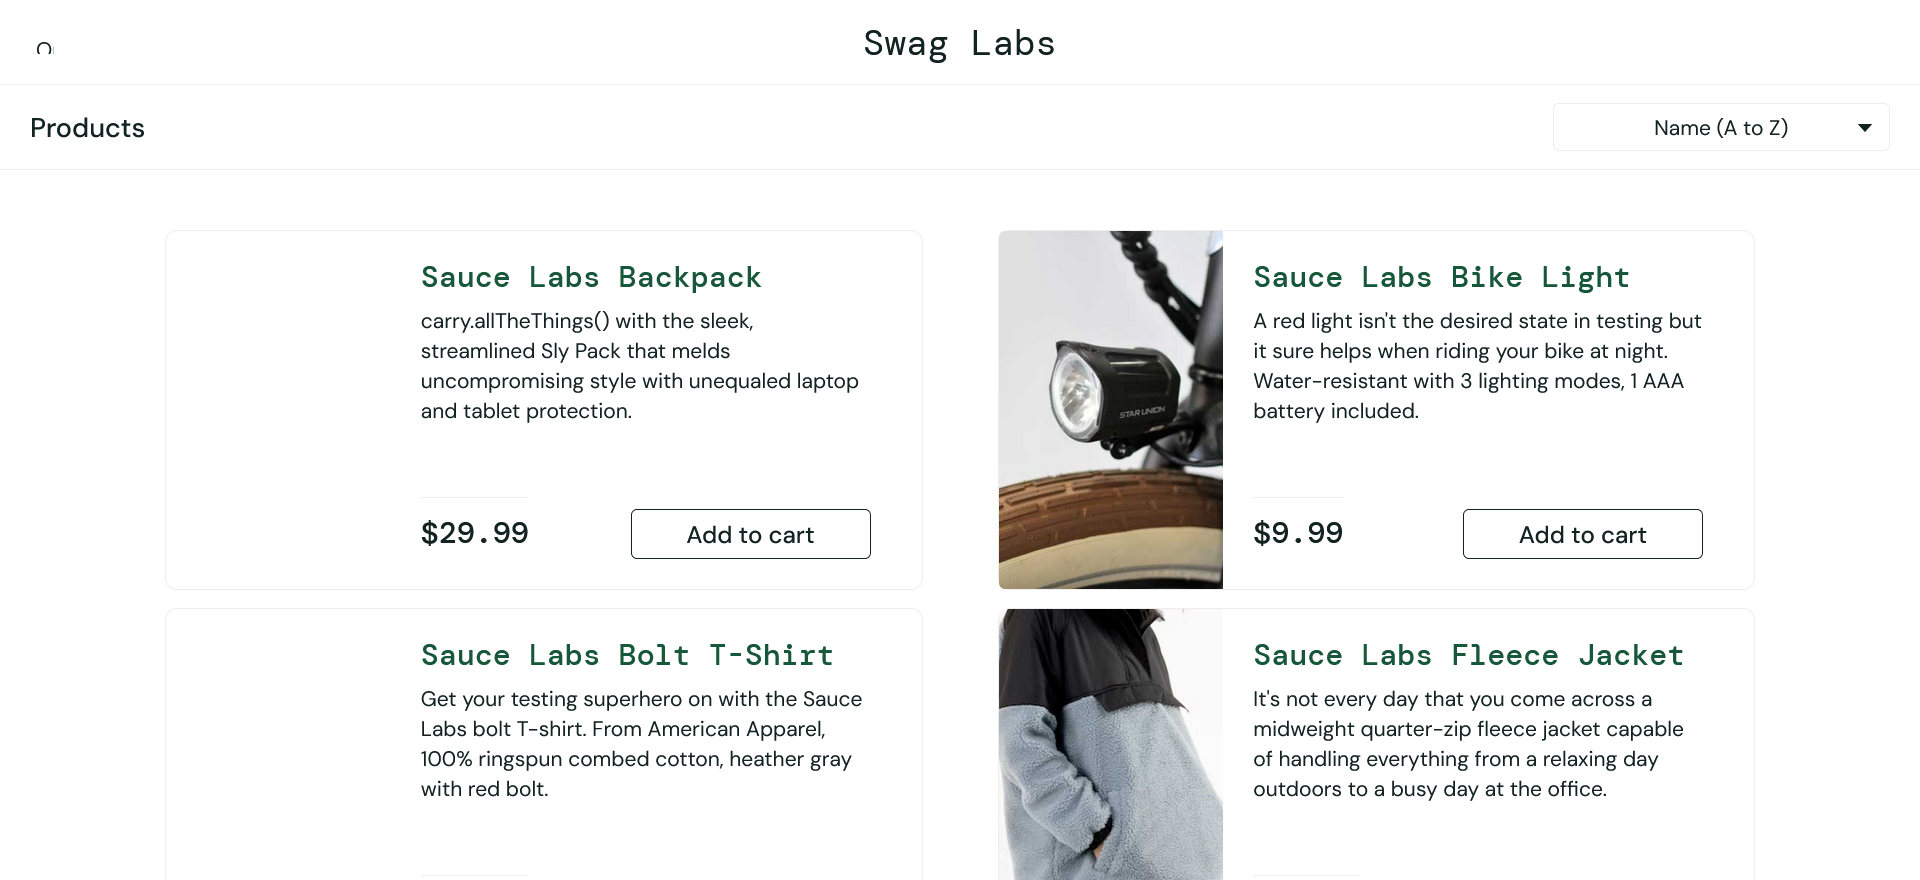 Swag Labs
Products
Name (A to Z)
Sauce Labs Backpack
carry.allTheThings() with the sleek,
streamlined Sly Pack that melds
uncompromising style with unequaled laptop
and tablet protection.
$29.99
Add to cart
Sauce Labs Bike Light
A red light isn't the desired state in testing but
it sure helps when riding your bike at night.
Water-resistant with 3 lighting modes, 1 AAA
battery included.
STAR UNION
$9.99
Add to cart
Sauce Labs Bolt T-Shirt
Get your testing superhero on with the Sauce
Labs bolt T-shirt. From American Apparel,
100% ringspun combed cotton, heather gray
with red bolt.
Sauce Labs Fleece Jacket
It's not every day that you come across a
midweight quarter-zip fleece jacket capable
of handling everything from a relaxing day
outdoors to a busy day at the office.